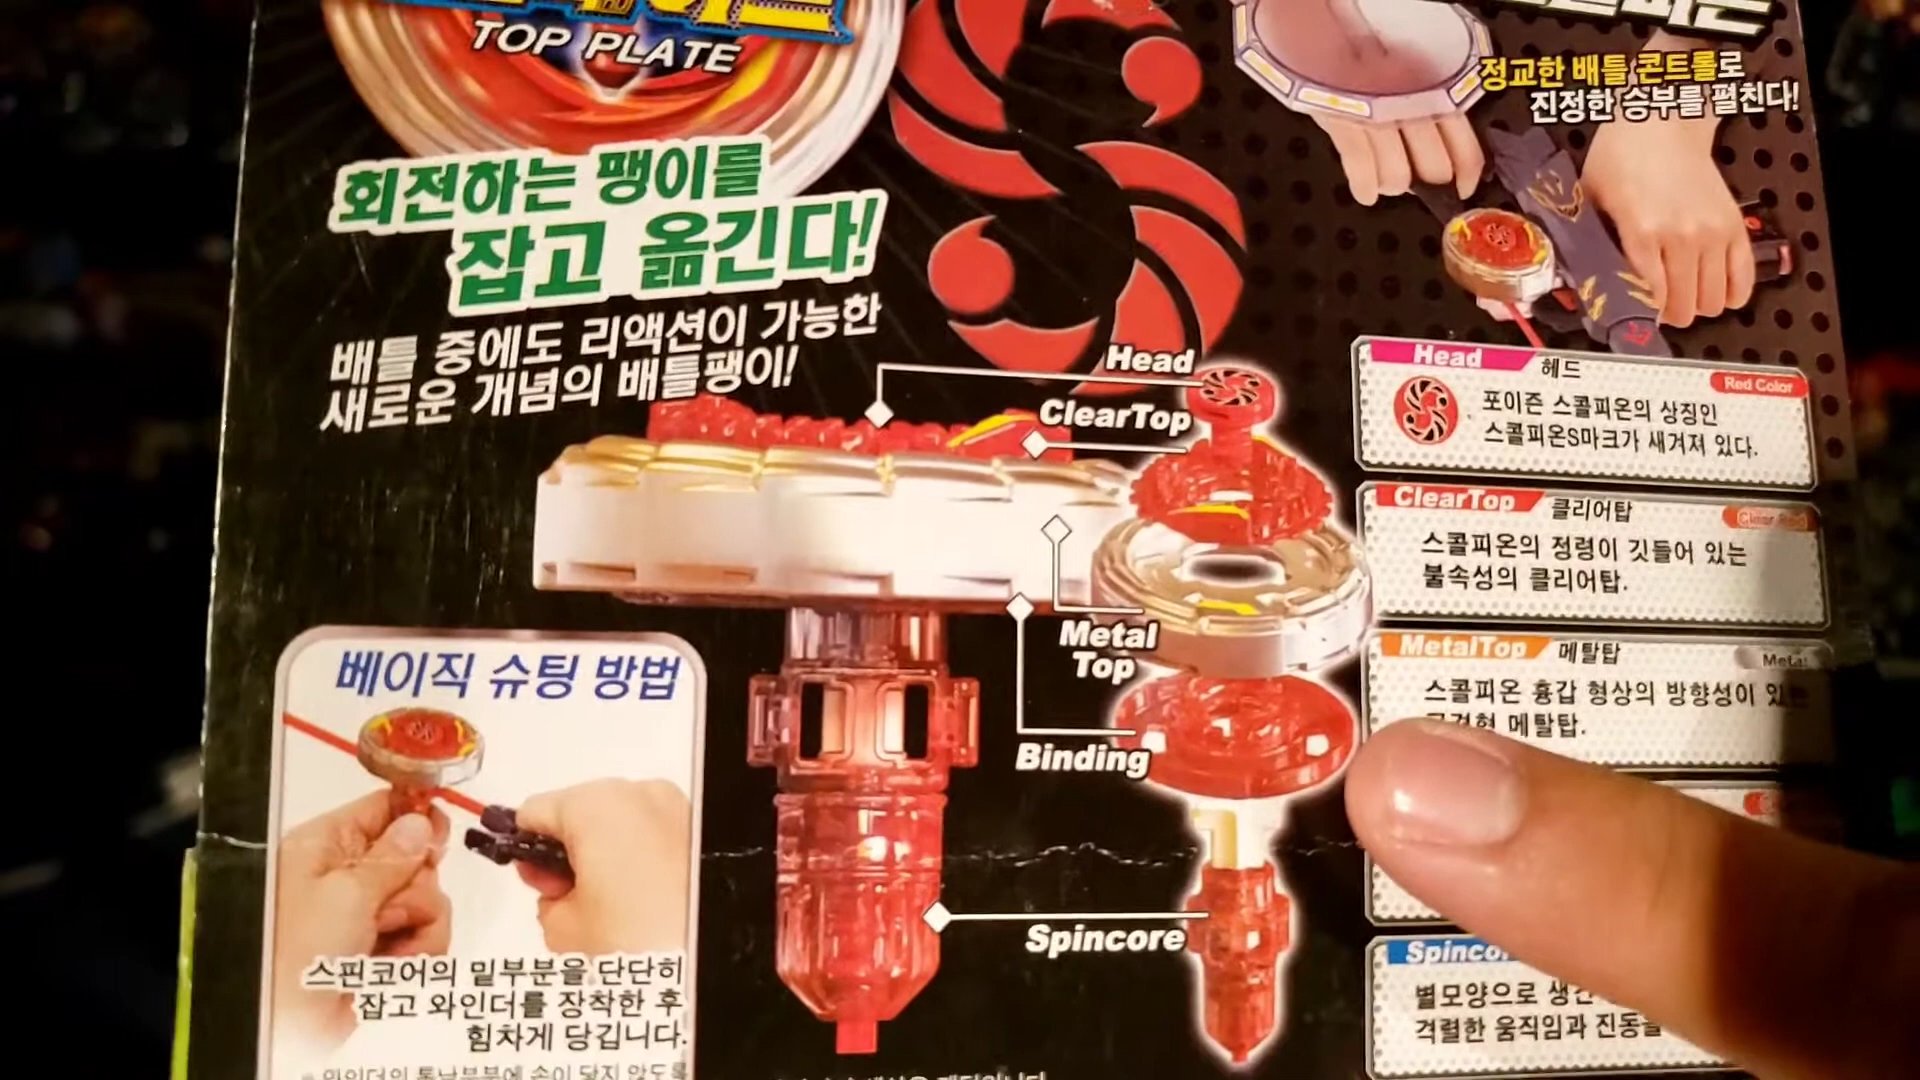 TOP PLATE
정교한 배틀 콘트롤로
진정한 승부를 펼친다!
회전하는 팽이를
잡고 옮긴다!
배틀 중에도 리액션이 가능한
새로운 개념의 배틀팽이!
Head
ClearTop
Metal
Top
Binding
Spincore
Head 헤드 Red Color
포이즌 스콜피온의 상징인
스콜피온S마크가 새겨져 있다.
ClearTop 클리어탑 Clear Red
스콜피온의 정령이 깃들어 있는
불속성의 클리어탑.
MetalTop 메탈탑 Metal
스콜피온 흉갑 형상의 방향성이 있는
공격형 메탈탑.
별모양으로
격렬한 움직임과 진동을
베이직 슈팅 방법
스핀코어의 밑부분을 단단히
잡고 와인더를 장착한 후
힘차게 당깁니다.